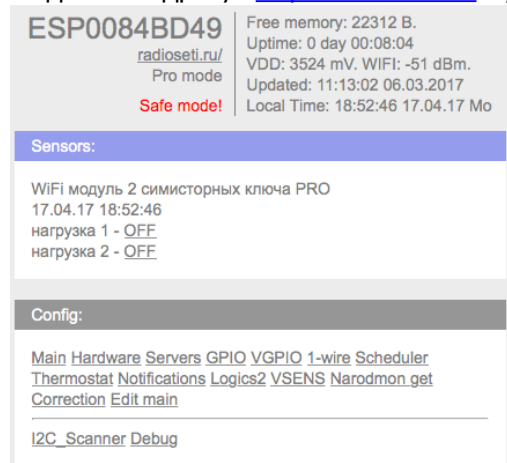 ESP0084BD49
radioseti.ru/
Pro mode
Safe mode!
Free memory: 22312 B.
Uptime: 0 day 00:08:04
VDD: 3524 mV. WIFI: -51 dBm.
Updated: 11:13:02 06.03.2017
Local Time: 18:52:46 17.04.17 Mo
Sensors:
WiFi модуль 2 симисторных ключа PRO
17.04.17 18:52:46
нагрузка 1 - OFF
нагрузка 2 - OFF
Config:
Main Hardware Servers GPIO VGPIO 1-wire Scheduler
Thermostat Notifications Logics2 VSENS Narodmon get
Correction Edit main
I2C_Scanner Debug